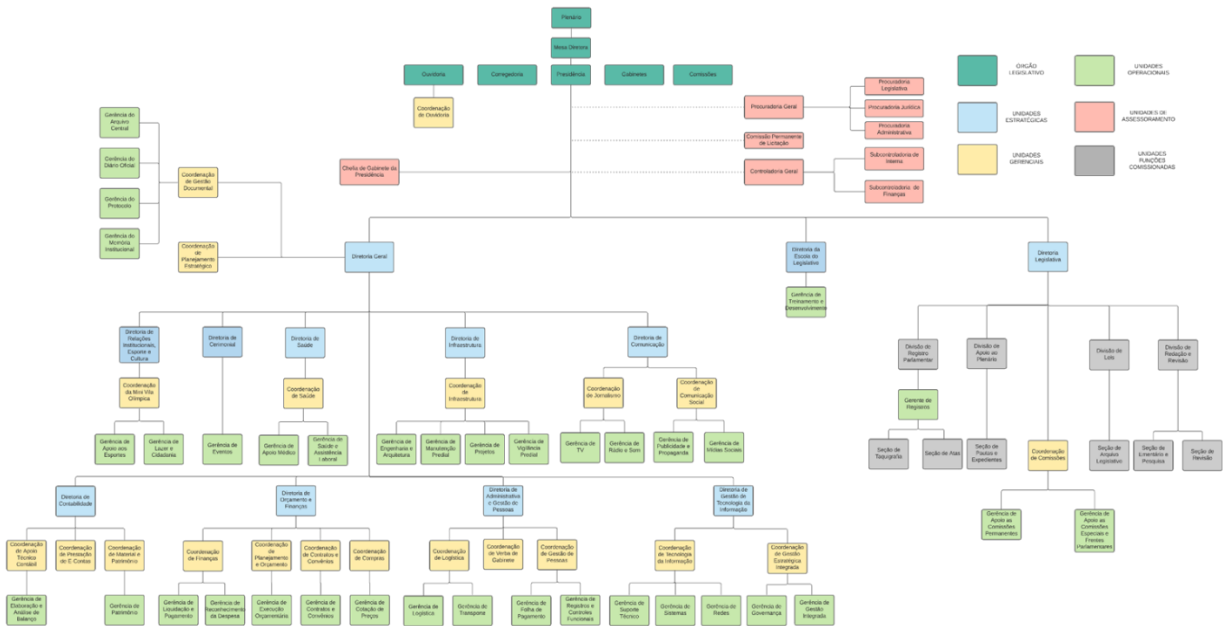 Plenário
Mesa Diretora
Ouvidoria
Corregedoria
Presidência
Gabinetes
Comissões
ÓRGÃO
LEGISLATIVO
UNIDADES
OPERACIONAIS
UNIDADES
ESTRATÉGICAS
UNIDADES DE
ASSESSORAMENTO
UNIDADES
GERENCIAIS
UNIDADES
FUNÇÕES
COMISSIONADAS
Coordenação
de Ouvidoria
Procuradoria Geral
Procuradoria
Legislativa
Procuradoria Jurídica
Procuradoria
Administrativa
Comissão Permanente
de Licitação
Chefia de Gabinete da
Presidência
Controladoria Geral
Subcontroladoria de
Interna
Subcontroladoria de
Finanças
Gerência do
Arquivo
Central
Gerência do
Diário Oficial
Gerência do
Protocolo
Gerência do
Memória
Institucional
Coordenação
de Gestão
Documental
Coordenação
de
Planejamento
Estratégico
Diretoria Geral
Diretoria da
Escola do
Legislativo
Gerência de
Treinamento e
Desenvolvimento
Diretoria
Legislativa
Diretoria de
Relações
Institucionais,
Esporte e
Cultura
Diretoria de
Cerimonial
Diretoria de
Saúde
Diretoria de
Infraestrutura
Diretoria de
Comunicação
Coordenação
da Mini Vila
Olímpica
Coordenação
de Saúde
Coordenação
de
Infraestrutura
Coordenação
de Jornalismo
Coordenação
de
Comunicação
Social
Gerência de
Apoio aos
Esportes
Gerência de
Lazer e
Cidadania
Gerência de
Eventos
Gerência de
Apoio Médico
Gerência de
Saúde e
Assistência
Laboral
Gerência de
Engenharia e
Arquitetura
Gerência de
Manutenção
Predial
Gerência de
Projetos
Gerência de
Vigilância
Predial
Gerência de
TV
Gerência de
Rádio e Som
Gerência de
Publicidade e
Propaganda
Gerência de
Mídias Sociais
Divisão de
Registro
Parlamentar
Divisão de
Apoio ao
Plenário
Divisão de
Leis
Divisão de
Redação e
Revisão
Gerente de
Registros
Seção de
Taquigrafia
Seção de Atas
Seção de
Pautas e
Expedientes
Coordenação
de Comissões
Seção de
Arquivo
Legislativo
Seção de
Ementário e
Pesquisa
Seção de
Revisão
Gerência de
Apoio as
Comissões
Permanentes
Gerência de
Apoio as
Comissões
Especiais e
Frentes
Parlamentares
Diretoria de
Contabilidade
Diretoria de
Orçamento e
Finanças
Diretoria de
Administrativa
e Gestão de
Pessoas
Diretoria de
Gestão de
Tecnologia da
Informação
Coordenação
de Apoio
Técnico
Contábil
Coordenação
de Prestação
de Contas
Coordenação
de Material e
Patrimônio
Coordenação
de Finanças
Coordenação
de
Planejamento
e Orçamento
Coordenação
de Contratos e
Convênios
Coordenação
de Compras
Coordenação
de Logística
Coordenação
de Verba de
Gabinete
Coordenação
de Gestão de
Pessoas
Coordenação
de Tecnologia
da Informação
Coordenação
de Gestão
Estratégica
Integrada
Gerência de
Elaboração e
Análise de
Balanço
Gerência de
Patrimônio
Gerência de
Liquidação e
Pagamento
Gerência de
Reconhecimento
da Despesa
Gerência de
Execução
Orçamentária
Gerência de
Contratos e
Convênios
Gerência de
Cotação de
Preços
Gerência de
Logística
Gerência de
Transporte
Gerência de
Folha de
Pagamento
Gerência de
Registros e
Controles
Funcionais
Gerência de
Suporte
Técnico
Gerência de
Sistemas
Gerência de
Redes
Gerência de
Governança
Gerência de
Gestão
Integrada